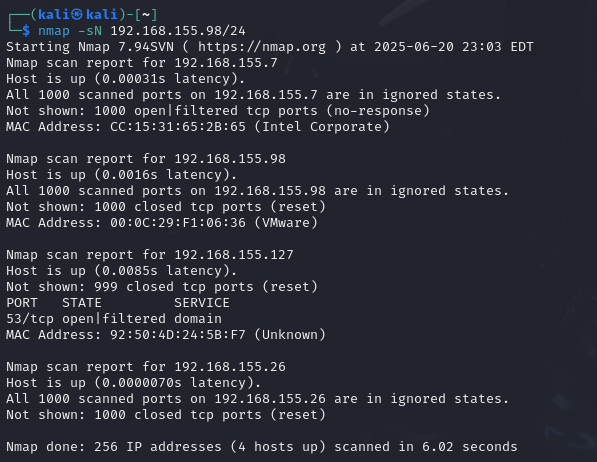 ┌──(kali㉿kali)-[~]
└─$ nmap -sN 192.168.155.98/24
Starting Nmap 7.94SVN ( https://nmap.org ) at 2025-06-20 23:03 EDT
Nmap scan report for 192.168.155.7
Host is up (0.00031s latency).
All 1000 scanned ports on 192.168.155.7 are in ignored states.
Not shown: 1000 open|filtered tcp ports (no-response)
MAC Address: CC:15:31:65:2B:65 (Intel Corporate)

Nmap scan report for 192.168.155.98
Host is up (0.0016s latency).
All 1000 scanned ports on 192.168.155.98 are in ignored states.
Not shown: 1000 closed tcp ports (reset)
MAC Address: 00:0C:29:F1:06:36 (VMware)

Nmap scan report for 192.168.155.127
Host is up (0.0085s latency).
Not shown: 999 closed tcp ports (reset)
PORT   STATE         SERVICE
53/tcp open|filtered domain
MAC Address: 92:50:4D:24:5B:F7 (Unknown)

Nmap scan report for 192.168.155.26
Host is up (0.0000070s latency).
All 1000 scanned ports on 192.168.155.26 are in ignored states.
Not shown: 1000 closed tcp ports (reset)

Nmap done: 256 IP addresses (4 hosts up) scanned in 6.02 seconds